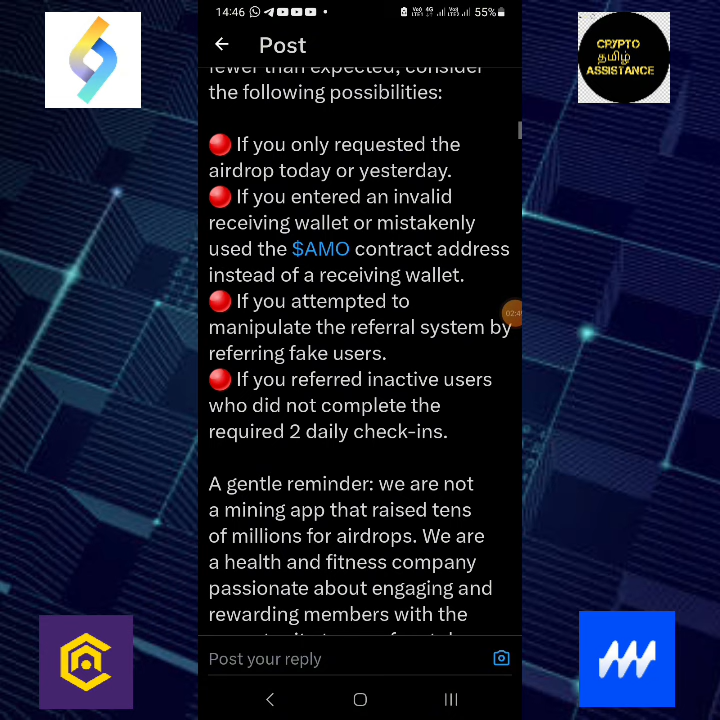 14:46
55%
CRYPTO
தமிழ்
ASSISTANCE
Post
fewer than expected, consider
the following possibilities:
🔴 If you only requested the
airdrop today or yesterday.
🔴 If you entered an invalid
receiving wallet or mistakenly
used the $AMO contract address
instead of a receiving wallet.
🔴 If you attempted to
manipulate the referral system by
referring fake users.
🔴 If you referred inactive users
who did not complete the
required 2 daily check-ins.
A gentle reminder: we are not
a mining app that raised tens
of millions for airdrops. We are
a health and fitness company
passionate about engaging and
rewarding members with the
Post your reply